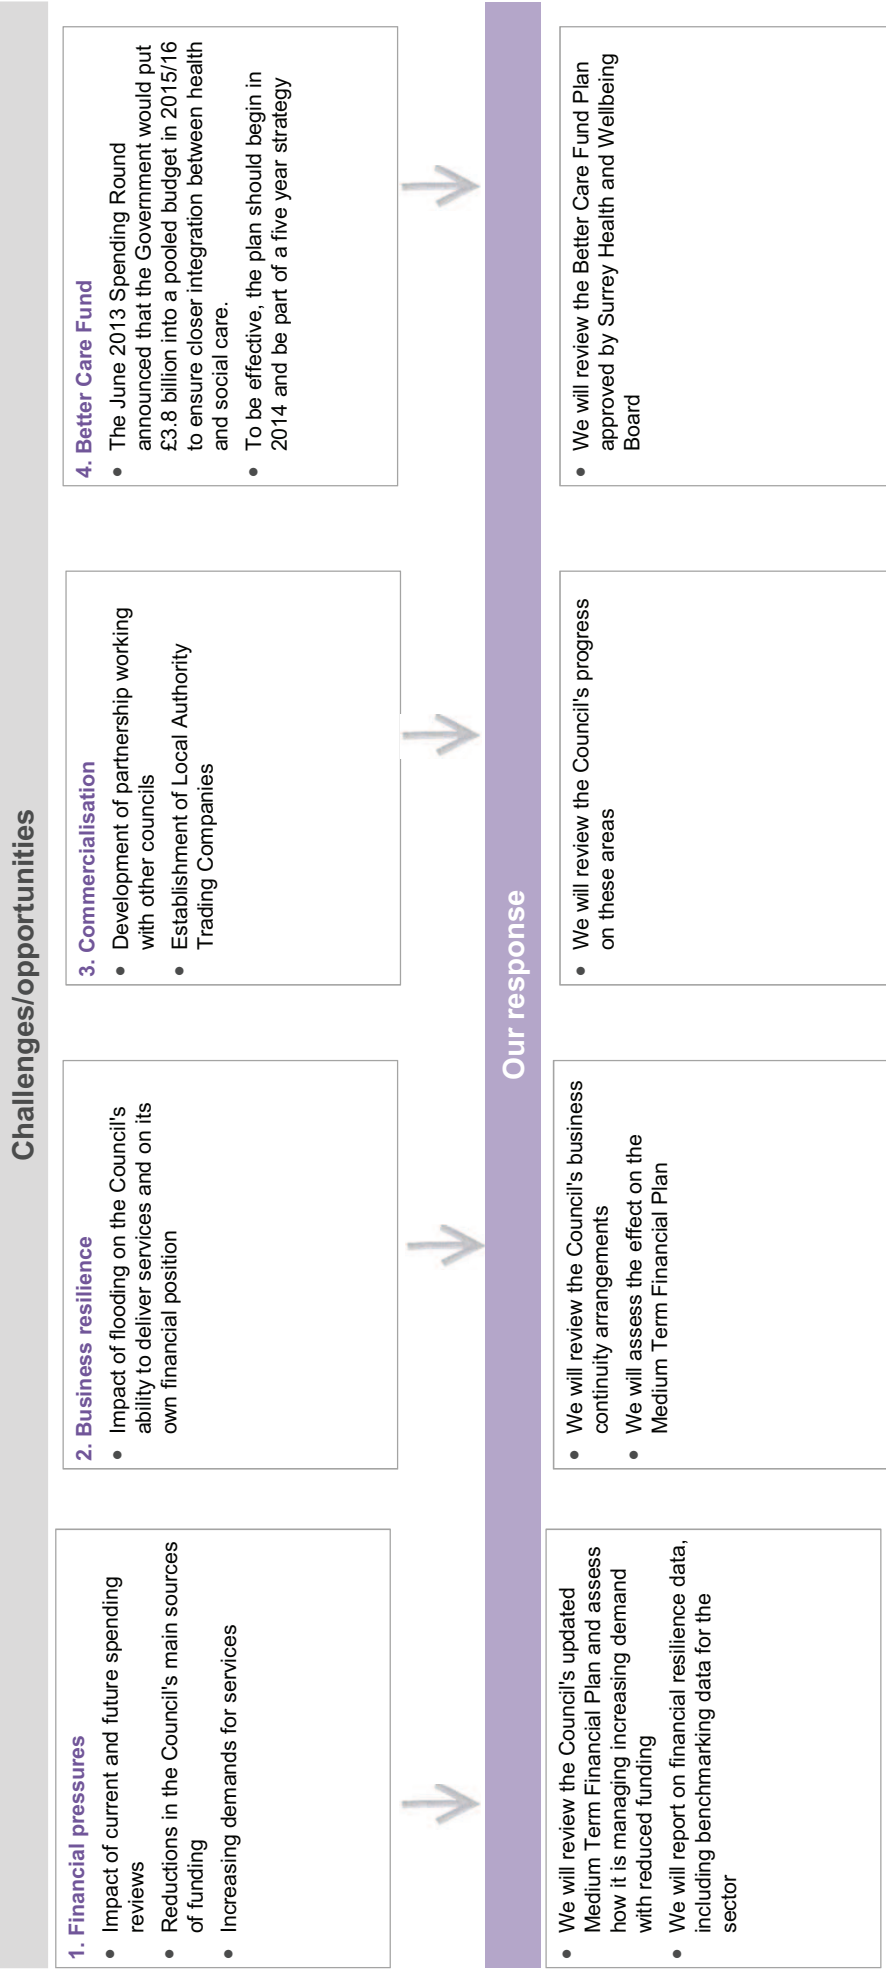 Challenges/opportunities
1. Financial pressures
• Impact of current and future spending
reviews
• Reductions in the Council's main sources
of funding
• Increasing demands for services
2. Business resilience
• Impact of flooding on the Council's
ability to deliver services and on its
own financial position
3. Commercialisation
• Development of partnership working
with other councils
• Establishment of Local Authority
Trading Companies
4. Better Care Fund
• The June 2013 Spending Round
announced that the Government would put
£3.8 billion into a pooled budget in 2015/16
to ensure closer integration between health
and social care.
• To be effective, the plan should begin in
2014 and be part of a five year strategy
Our response
• We will review the Council's updated
Medium Term Financial Plan and assess
how it is managing increasing demand
with reduced funding
• We will report on financial resilience data,
including benchmarking data for the
sector
• We will review the Council's business
continuity arrangements
• We will assess the effect on the
Medium Term Financial Plan
• We will review the Council's progress
on these areas
• We will review the Better Care Fund Plan
approved by Surrey Health and Wellbeing
Board